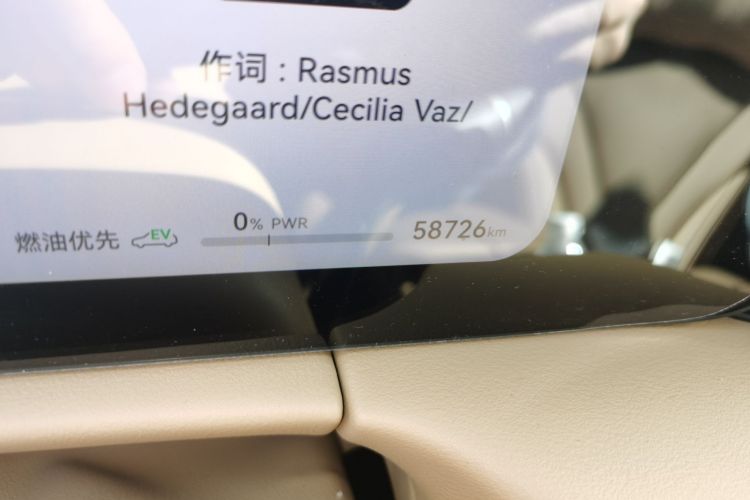 作词：Rasmus
Hedegaard/Cecilia Vaz/
燃油优先 EV 0% PWR 58726km